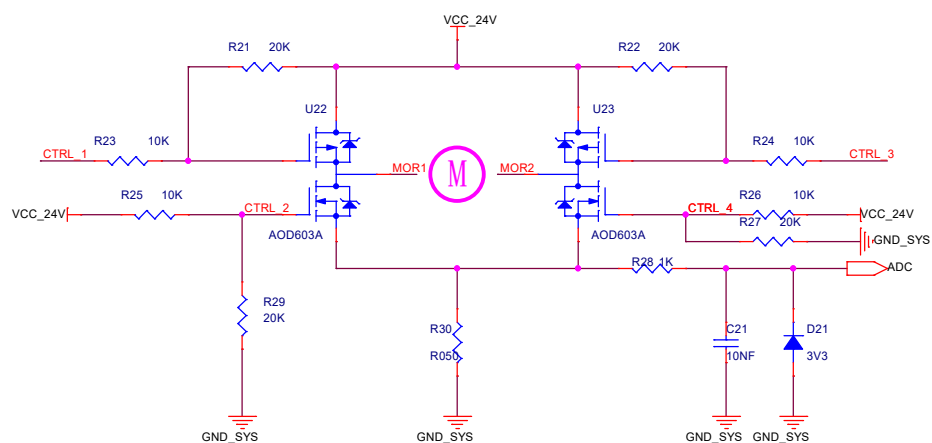 VCC_24V
R21 20K
R22 20K
U22
U23
R23 10K
R24 10K
CTRL_1
CTRL_3
MOR1
M
MOR2
R25 10K
R26 10K
VCC_24V
CTRL_2
CTRL_4
VCC_24V
R27 20K
AOD603A
AOD603A
GND_SYS
R28 1K
ADC
R29
20K
R30
R050
C21
10NF
D21
3V3
GND_SYS
GND_SYS
GND_SYS
GND_SYS